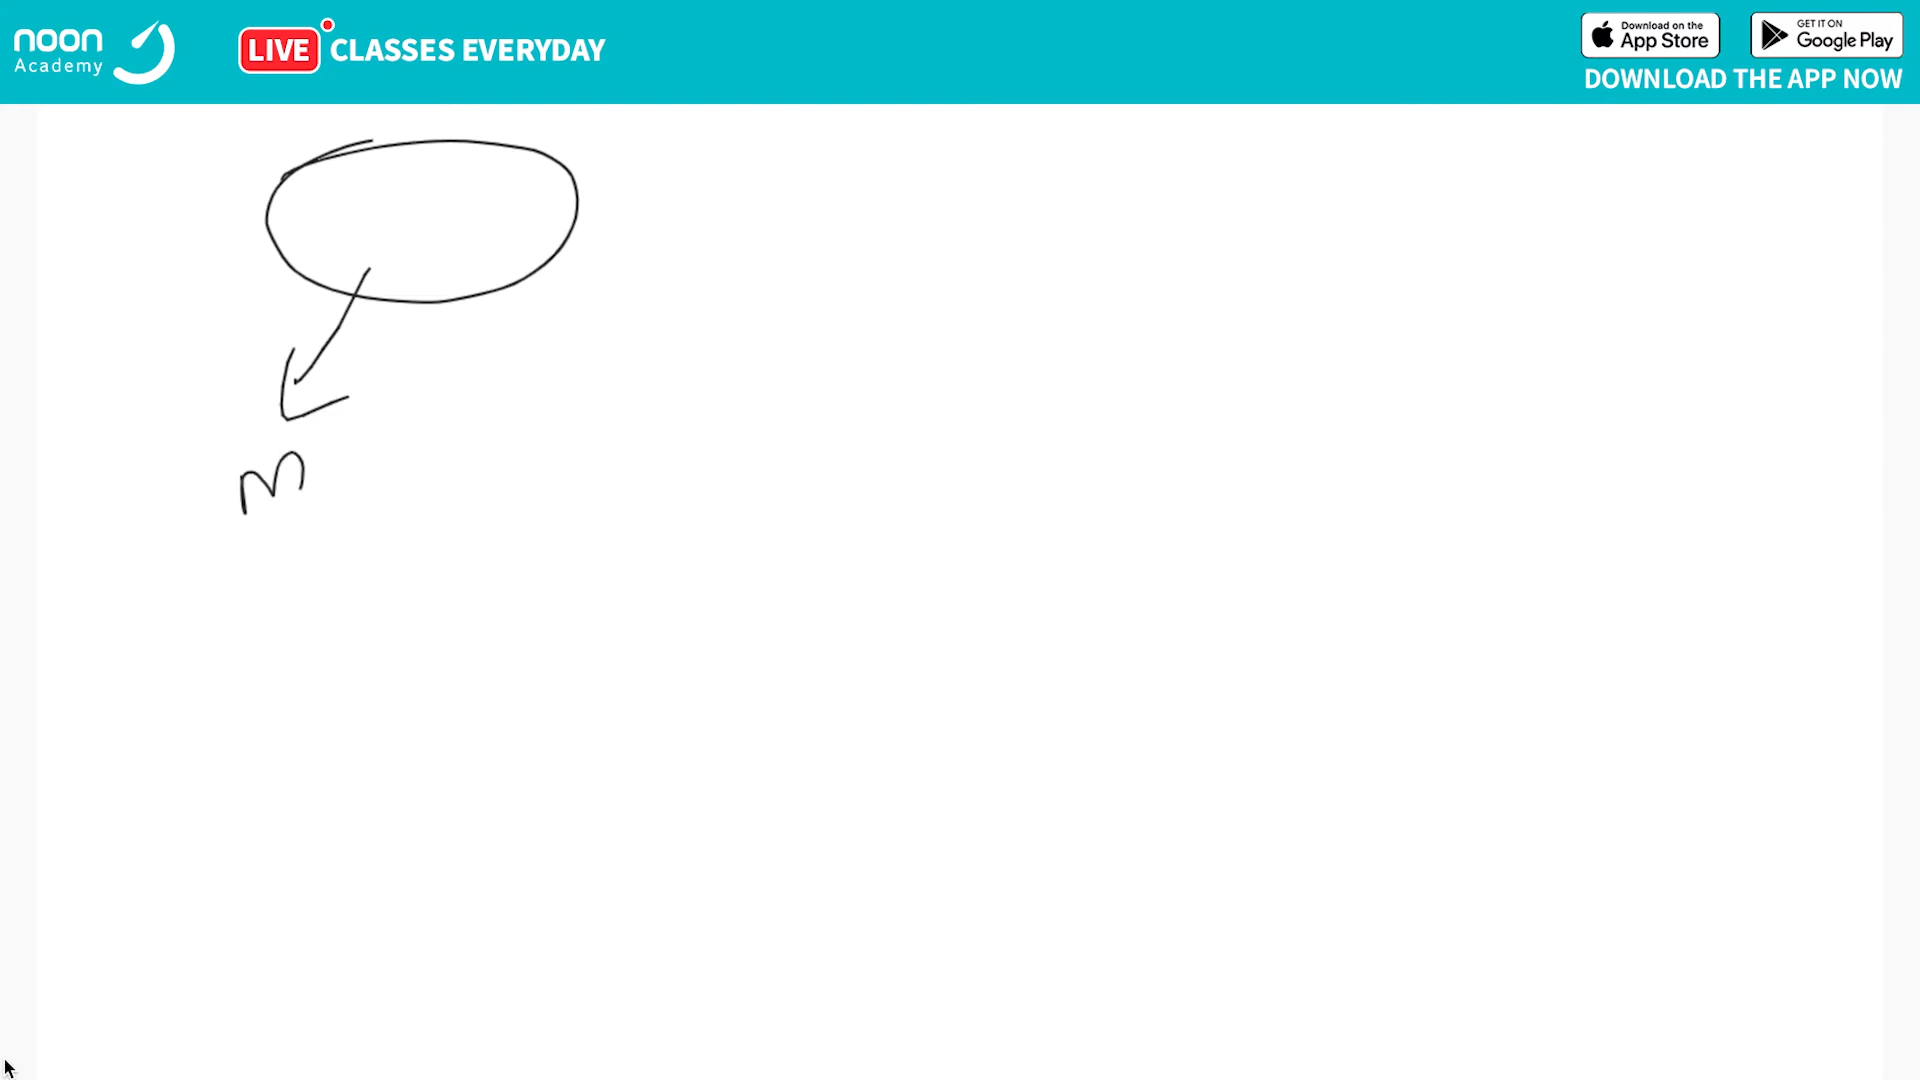 noon
Academy
LIVE CLASSES EVERYDAY
Download on the
App Store
GET IT ON
Google Play
DOWNLOAD THE APP NOW
m